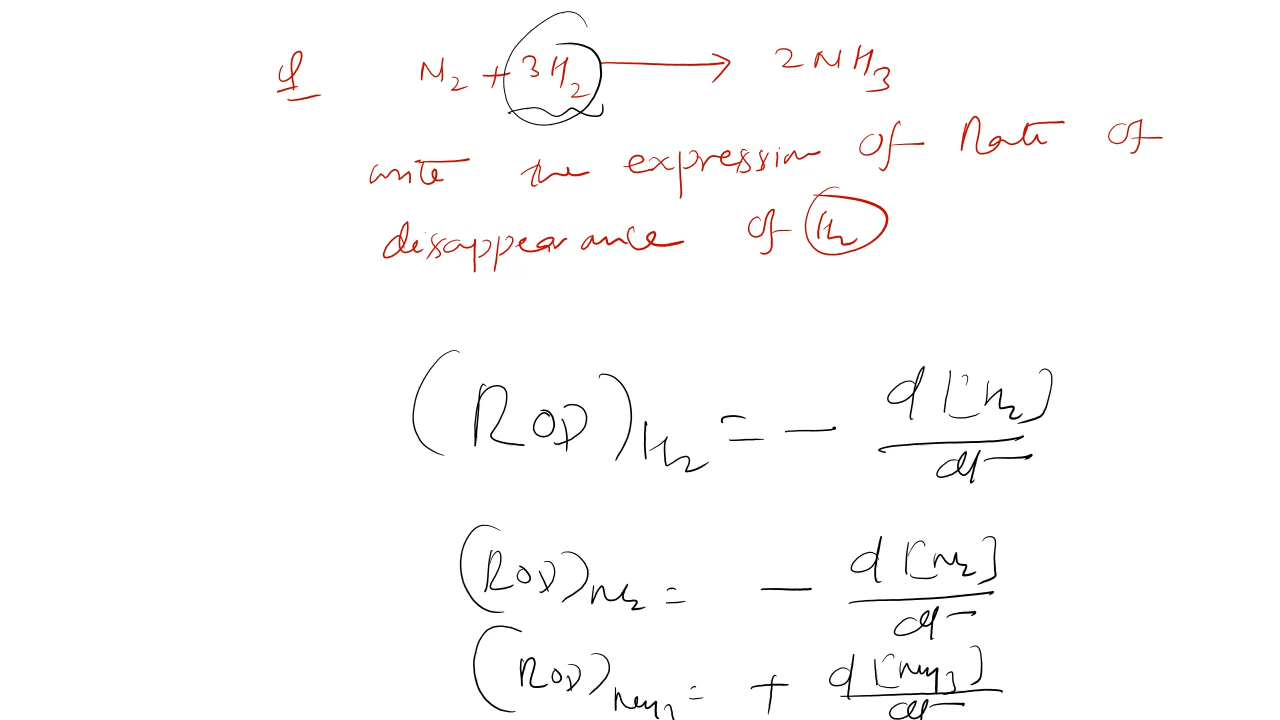 Q N₂ + 3H₂ ⟶ 2NH₃
write the expression of Rate of
disappearance of H₂
(ROD)H₂ = - d[H₂]/dt
(ROD)N₂ = - d[N₂]/dt
(ROD)NH₃ = + d[NH₃]/dt